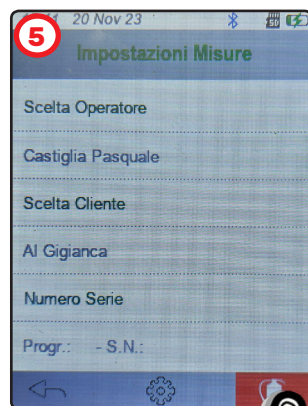 5
20 Nov 23
Impostazioni Misure
Scelta Operatore
Castiglia Pasquale
Scelta Cliente
Al Gigianca
Numero Serie
Progr.: - S.N.: